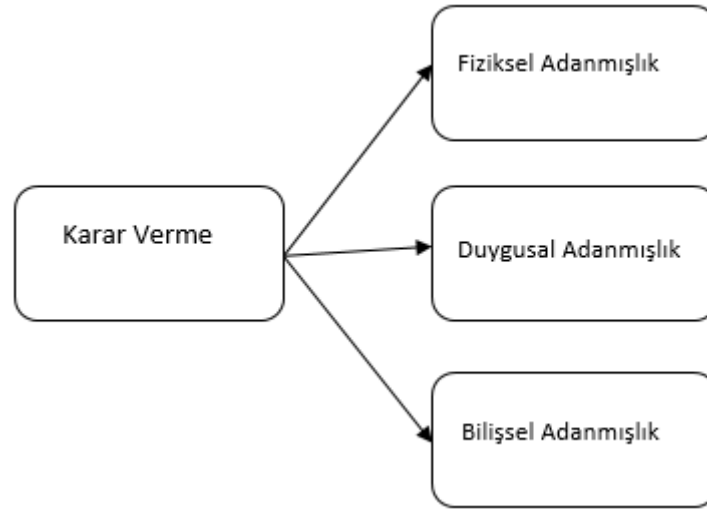 Fiziksel Adanmışlık
Karar Verme
Duygusal Adanmışlık
Bilişsel Adanmışlık